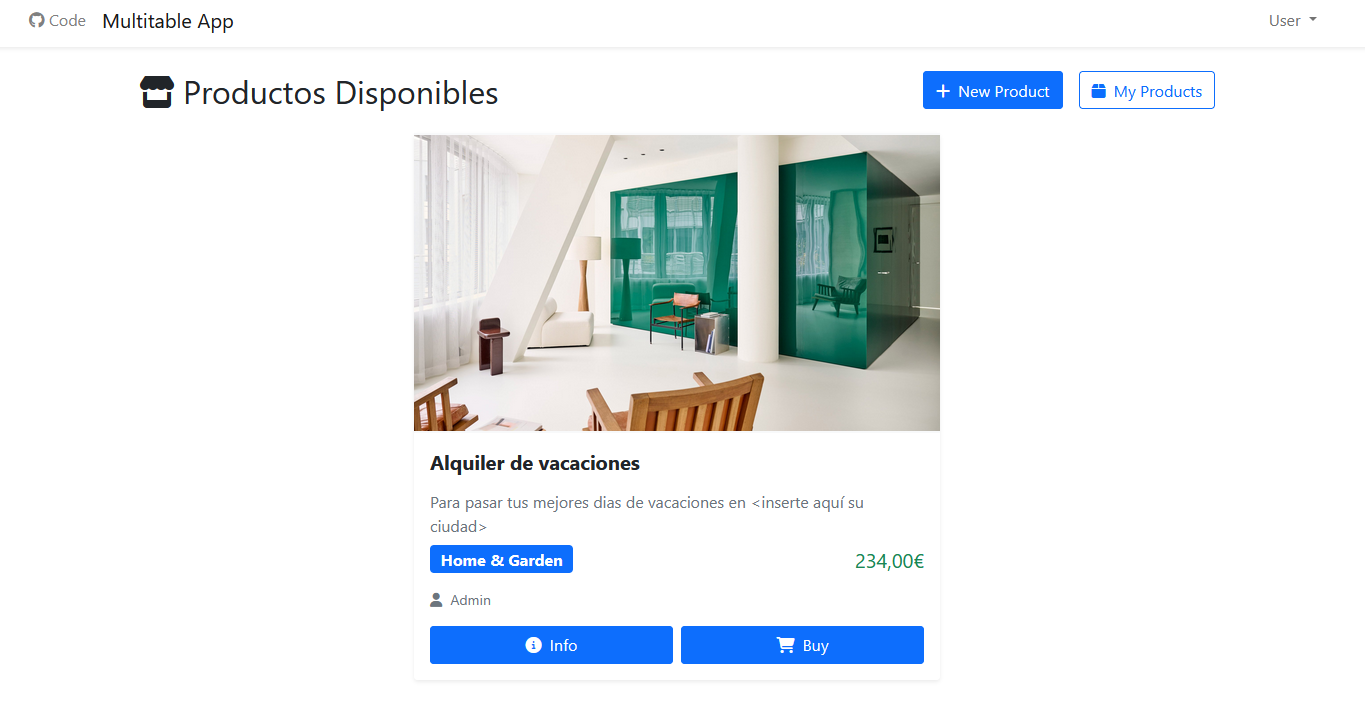 Code Multitable App User
Productos Disponibles
New Product My Products
Alquiler de vacaciones
Para pasar tus mejores dias de vacaciones en <inserte aquí su
ciudad>
Home & Garden 234,00€
Admin
Info Buy